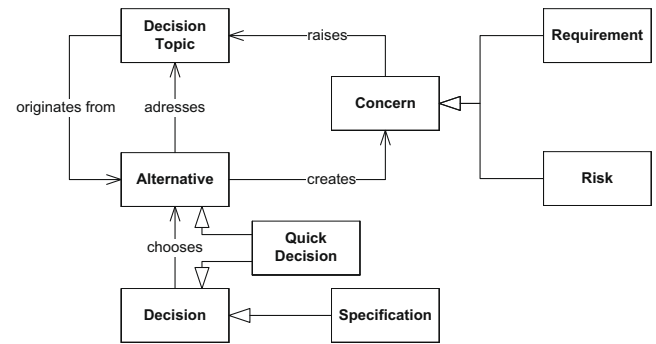 Decision
Topic
raises
Requirement
Concern
originates from
adresses
Alternative
creates
Risk
Quick
Decision
chooses
Decision
Specification